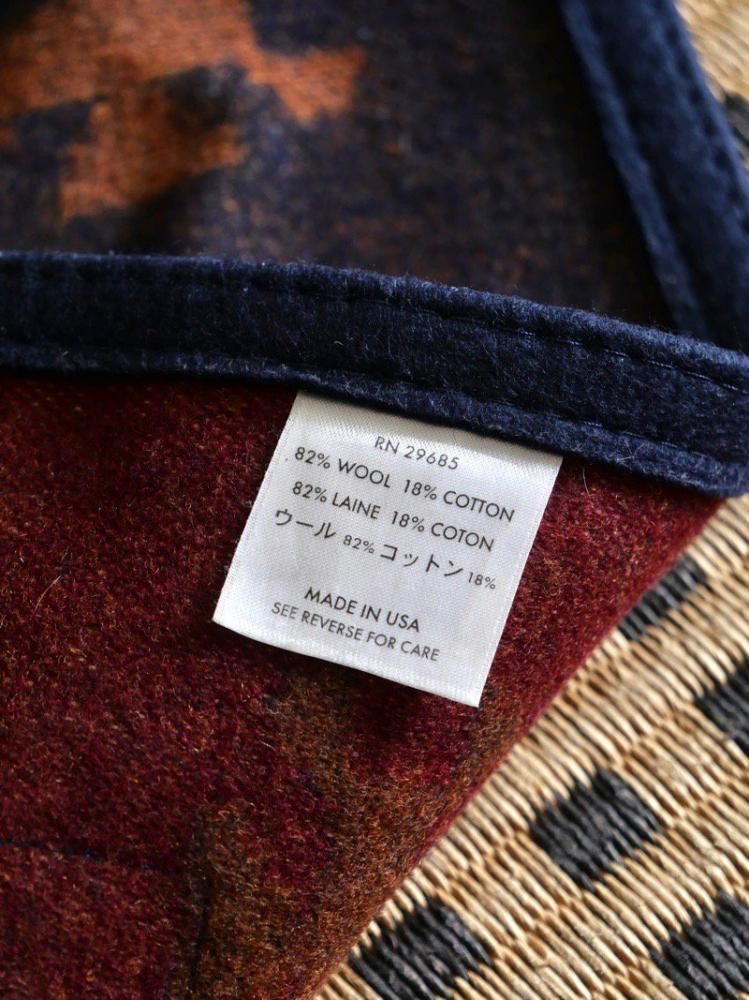 RN 29685
82% WOOL 18% COTTON
82% LAINE 18% COTON
ウール 82% コットン 18%
MADE IN USA
SEE REVERSE FOR CARE